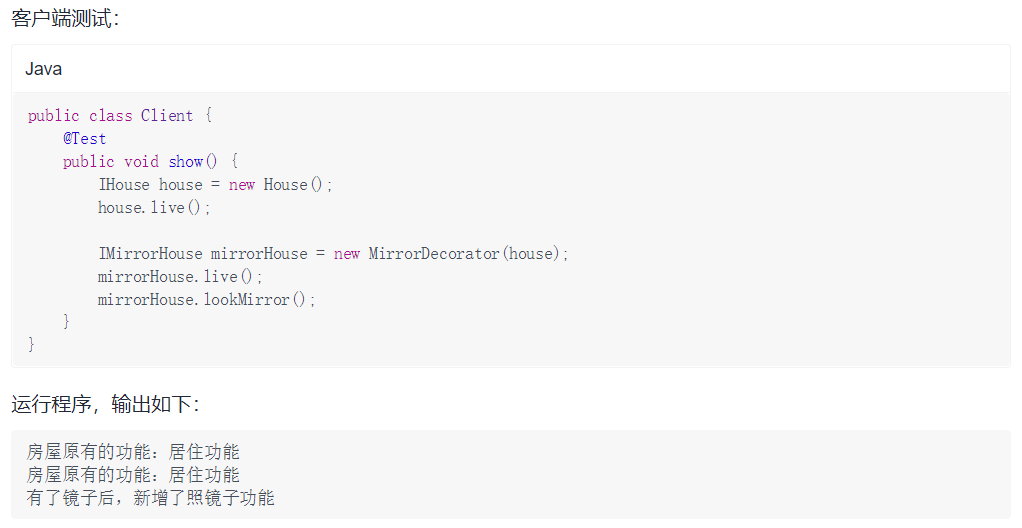 客户端测试：
Java
public class Client {
    @Test
    public void show() {
        IHouse house = new House();
        house.live();

        IMirrorHouse mirrorHouse = new MirrorDecorator(house);
        mirrorHouse.live();
        mirrorHouse.lookMirror();
    }
}
运行程序，输出如下：
房屋原有的功能：居住功能
房屋原有的功能：居住功能
有了镜子后，新增了照镜子功能